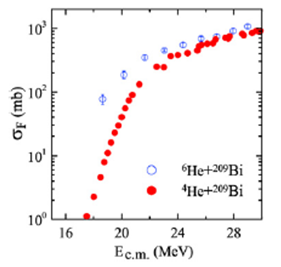 10³
10²
10¹
10⁰
σF (mb)
⁶He+²⁰⁹Bi
⁴He+²⁰⁹Bi
16 20 24 28
Ec.m. (MeV)